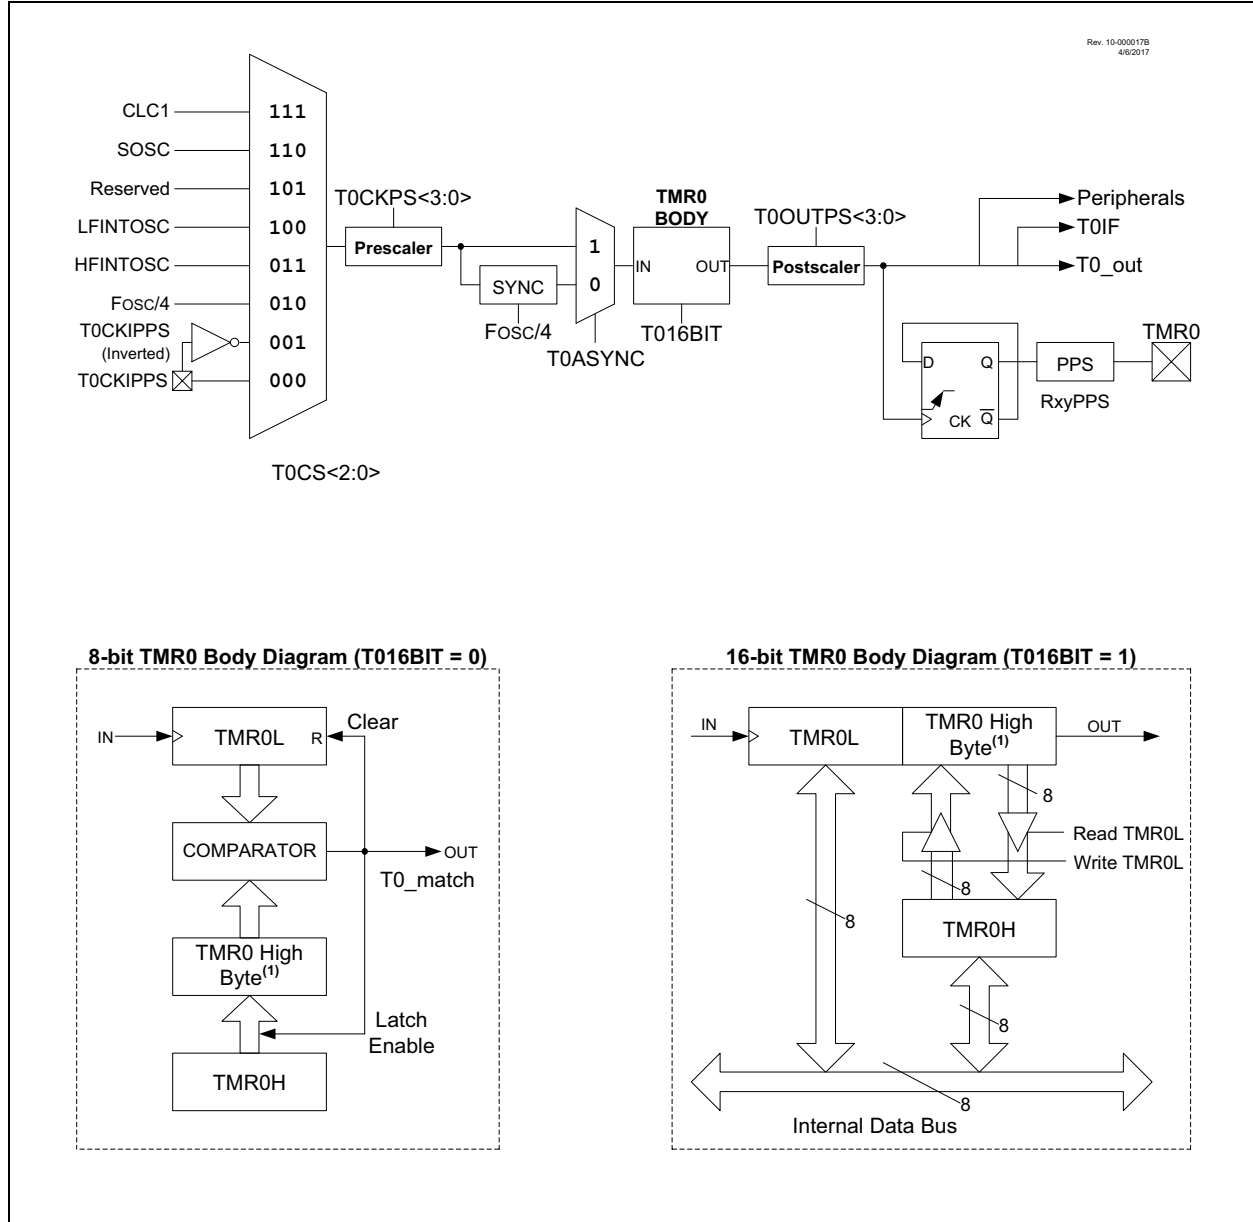 Rev. 10-000017B
4/6/2017
CLC1
111
SOSC
110
Reserved
101
LFINTOSC
100
HFINTOSC
011
FOSC/4
010
T0CKIPPS
(Inverted)
001
T0CKIPPS
000
T0CS<2:0>
T0CKPS<3:0>
Prescaler
SYNC
FOSC/4
1
0
T0ASYNC
TMR0
BODY
IN
OUT
T016BIT
T0OUTPS<3:0>
Postscaler
Peripherals
T0IF
T0_out
D
Q
CK
Q
PPS
RxyPPS
TMR0
8-bit TMR0 Body Diagram (T016BIT = 0)
IN
TMR0L
R
Clear
COMPARATOR
OUT
T0_match
TMR0 High
Byte(1)
Latch
Enable
TMR0H
16-bit TMR0 Body Diagram (T016BIT = 1)
IN
TMR0L
TMR0 High
Byte(1)
OUT
8
Read TMR0L
Write TMR0L
8
8
TMR0H
8
8
Internal Data Bus